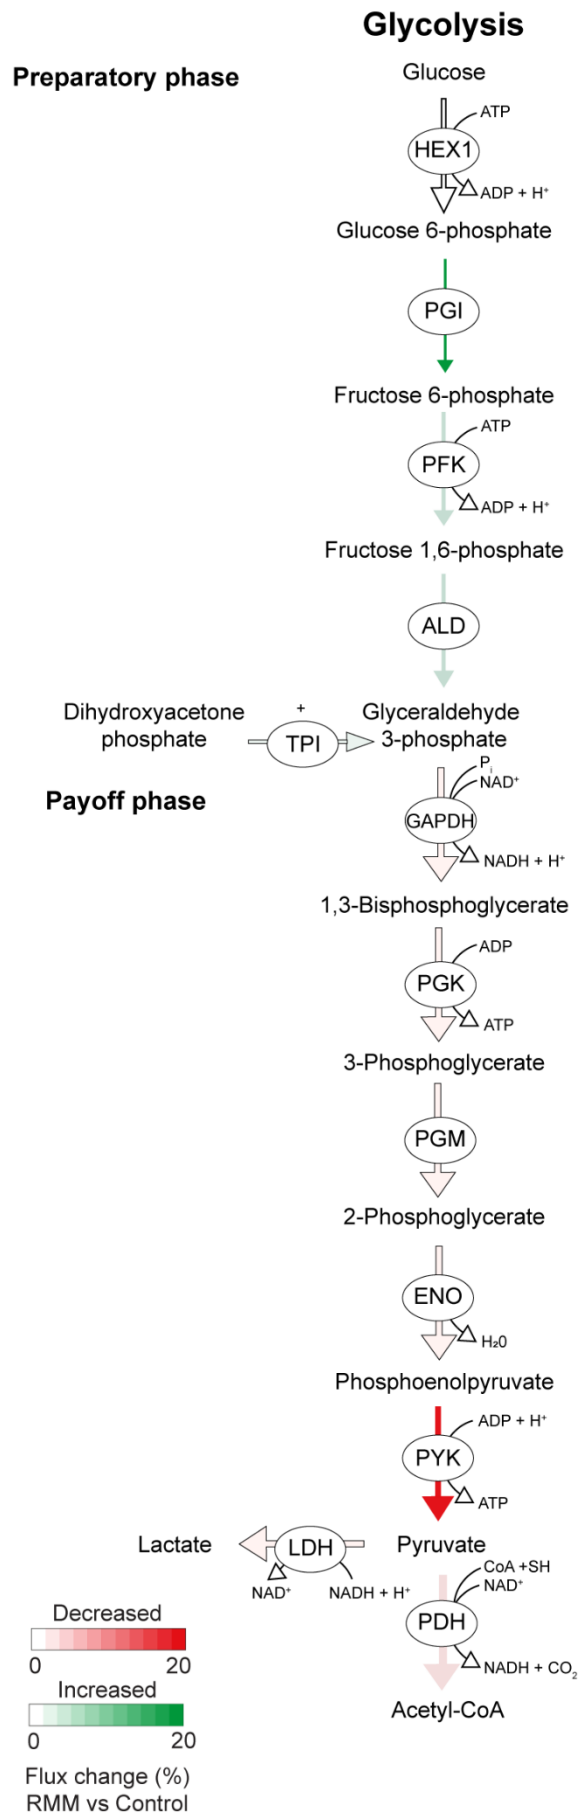 Glycolysis
Preparatory phase
Glucose
ATP
HEX1
ADP + H⁺
Glucose 6-phosphate
PGI
Fructose 6-phosphate
ATP
PFK
ADP + H⁺
Fructose 1,6-phosphate
ALD
Dihydroxyacetone
phosphate
+
TPI
Glyceraldehyde
3-phosphate
Payoff phase
Pᵢ
NAD⁺
GAPDH
NADH + H⁺
1,3-Bisphosphoglycerate
ADP
PGK
ATP
3-Phosphoglycerate
PGM
2-Phosphoglycerate
ENO
H₂0
Phosphoenolpyruvate
ADP + H⁺
PYK
ATP
Lactate
LDH
Pyruvate
NAD⁺
NADH + H⁺
CoA +SH
NAD⁺
PDH
NADH + CO₂
Acetyl-CoA
Decreased
0 20
Increased
0 20
Flux change (%)
RMM vs Control